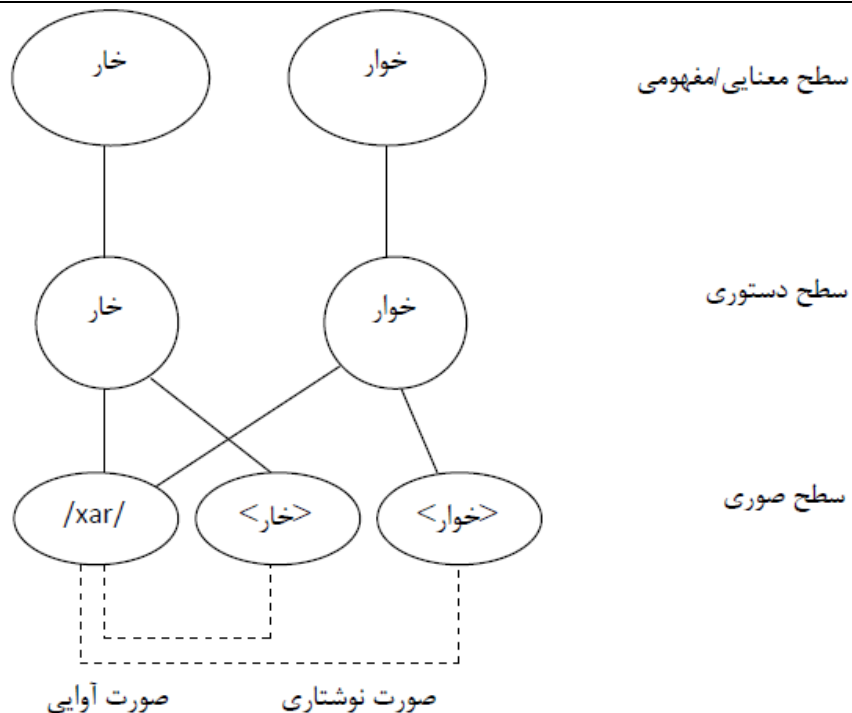 سطح معنایی/مفهومی
خوار
خار
سطح دستوری
خوار
خار
سطح صوری
<خوار>
<خار>
/xar/
صورت نوشتاری
صورت آوایی